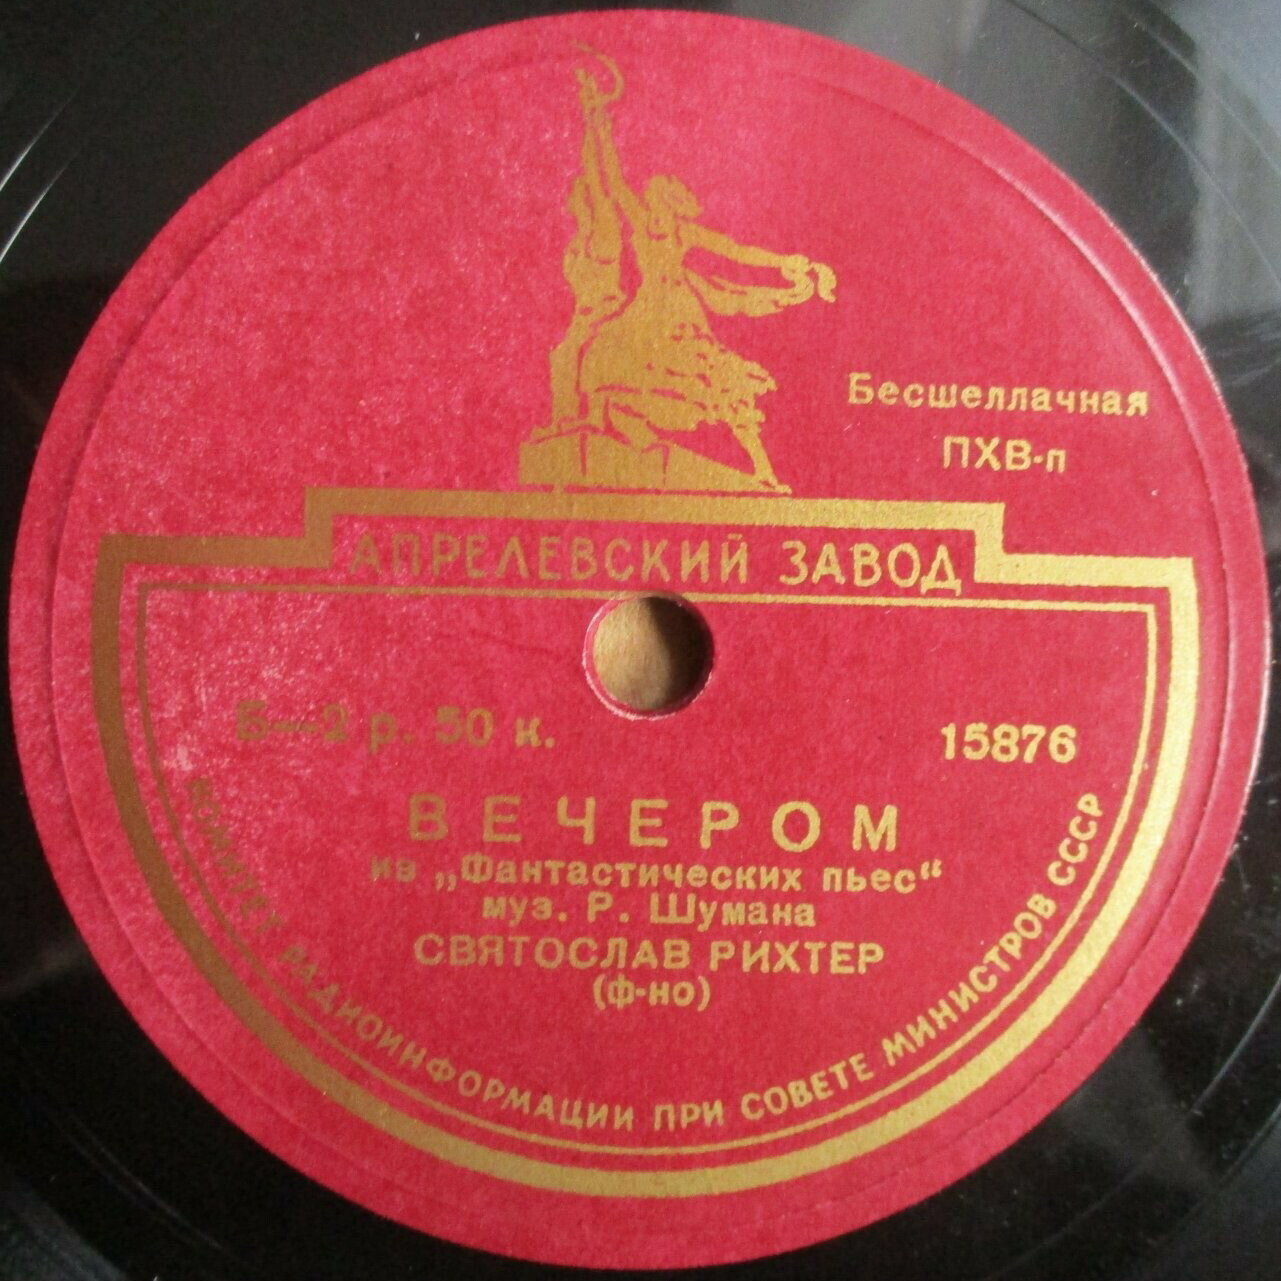 Бесшеллачная
ПХВ-п
АПРЕЛЕВСКИЙ ЗАВОД
Б—2 р. 50 к.
15876
ВЕЧЕРОМ
из „Фантастических пьес“
муз. Р. Шумана
СВЯТОСЛАВ РИХТЕР
(ф-но)
КОМИТЕТ РАДИОИНФОРМАЦИИ ПРИ СОВЕТЕ МИНИСТРОВ СССР